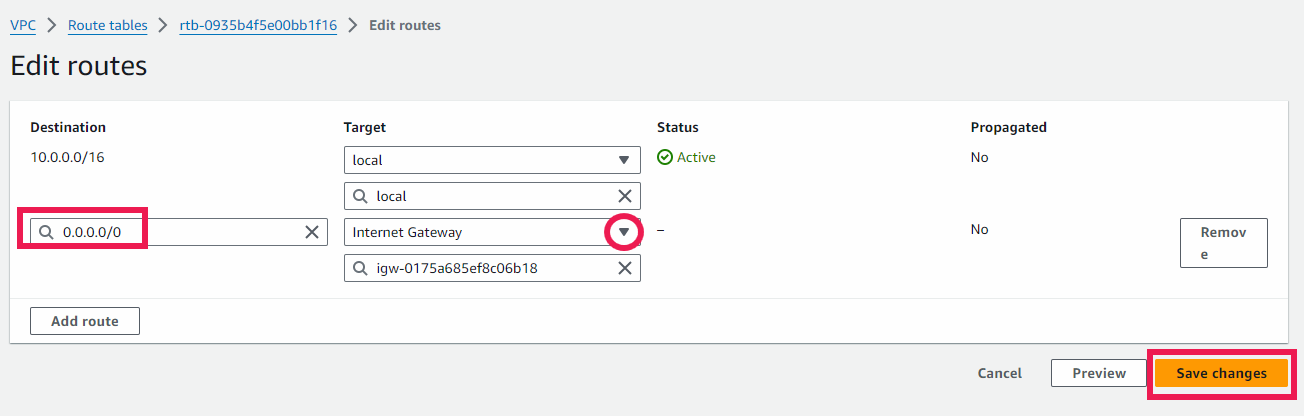 VPC > Route tables > rtb-0935b4f5e00bb1f16 > Edit routes
Edit routes
Destination Target Status Propagated
10.0.0.0/16 local Active No
local
0.0.0.0/0 Internet Gateway – No Remov
e
igw-0175a685ef8c06b18
Add route
Cancel Preview Save changes